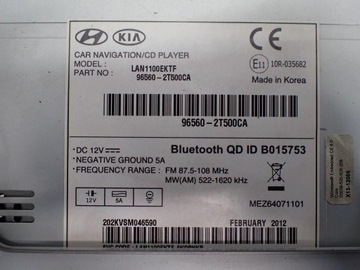 HYUNDAI KIA
CAR NAVIGATION/CD PLAYER
MODEL : LAN1100EKTF
PART NO : 96560-2T500CA
E11 10R-035682
Made in Korea
96560-2T500CA
*DC 12V
Bluetooth QD ID B015753
*NEGATIVE GROUND 5A
*FREQUENCY RANGE : FM 87.5-108 MHz
MW(AM) 522-1620 kHz
12V 5A
MEZ64071101
202KVSM046590
FEBRUARY 2012
X15-12006